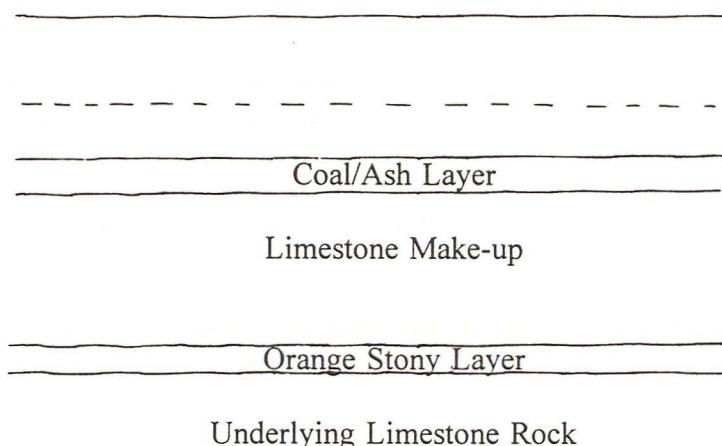 Coal/Ash Layer
Limestone Make-up
Orange Stony Layer
Underlying Limestone Rock